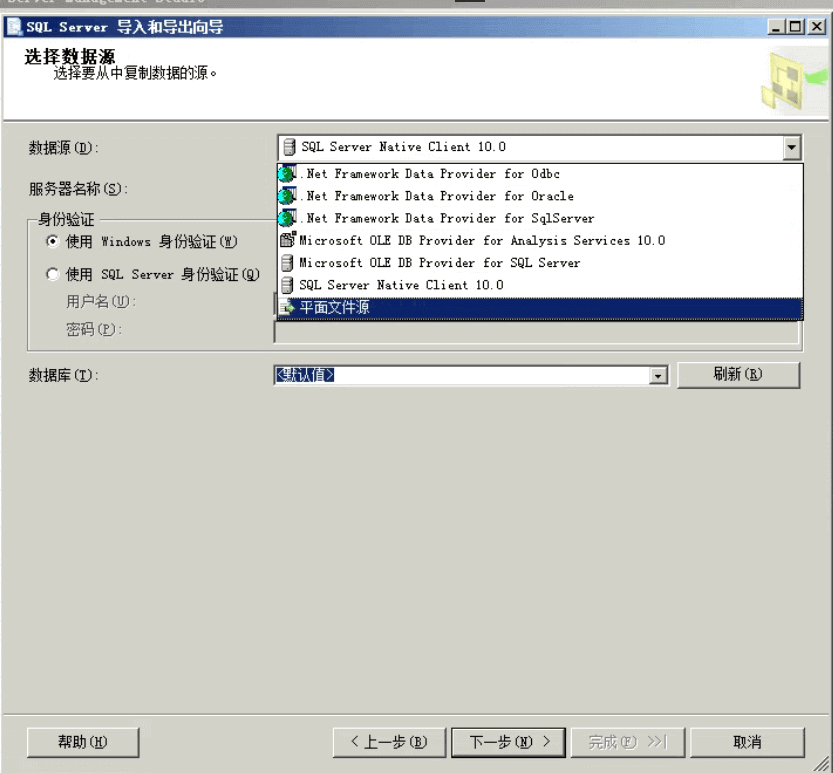 Server Management Studio
SQL Server 导入和导出向导
选择数据源
选择要从中复制数据的源。
数据源(D):
SQL Server Native Client 10.0
.Net Framework Data Provider for Odbc
.Net Framework Data Provider for Oracle
服务器名称(S):
.Net Framework Data Provider for SqlServer
身份验证
使用 Windows 身份验证(W)
Microsoft OLE DB Provider for Analysis Services 10.0
Microsoft OLE DB Provider for SQL Server
使用 SQL Server 身份验证(Q)
SQL Server Native Client 10.0
用户名(U):
平面文件源
密码(P):
数据库(T):
<默认值>
刷新(R)
帮助(H)
< 上一步(B)
下一步(N) >
完成(F) >>|
取消